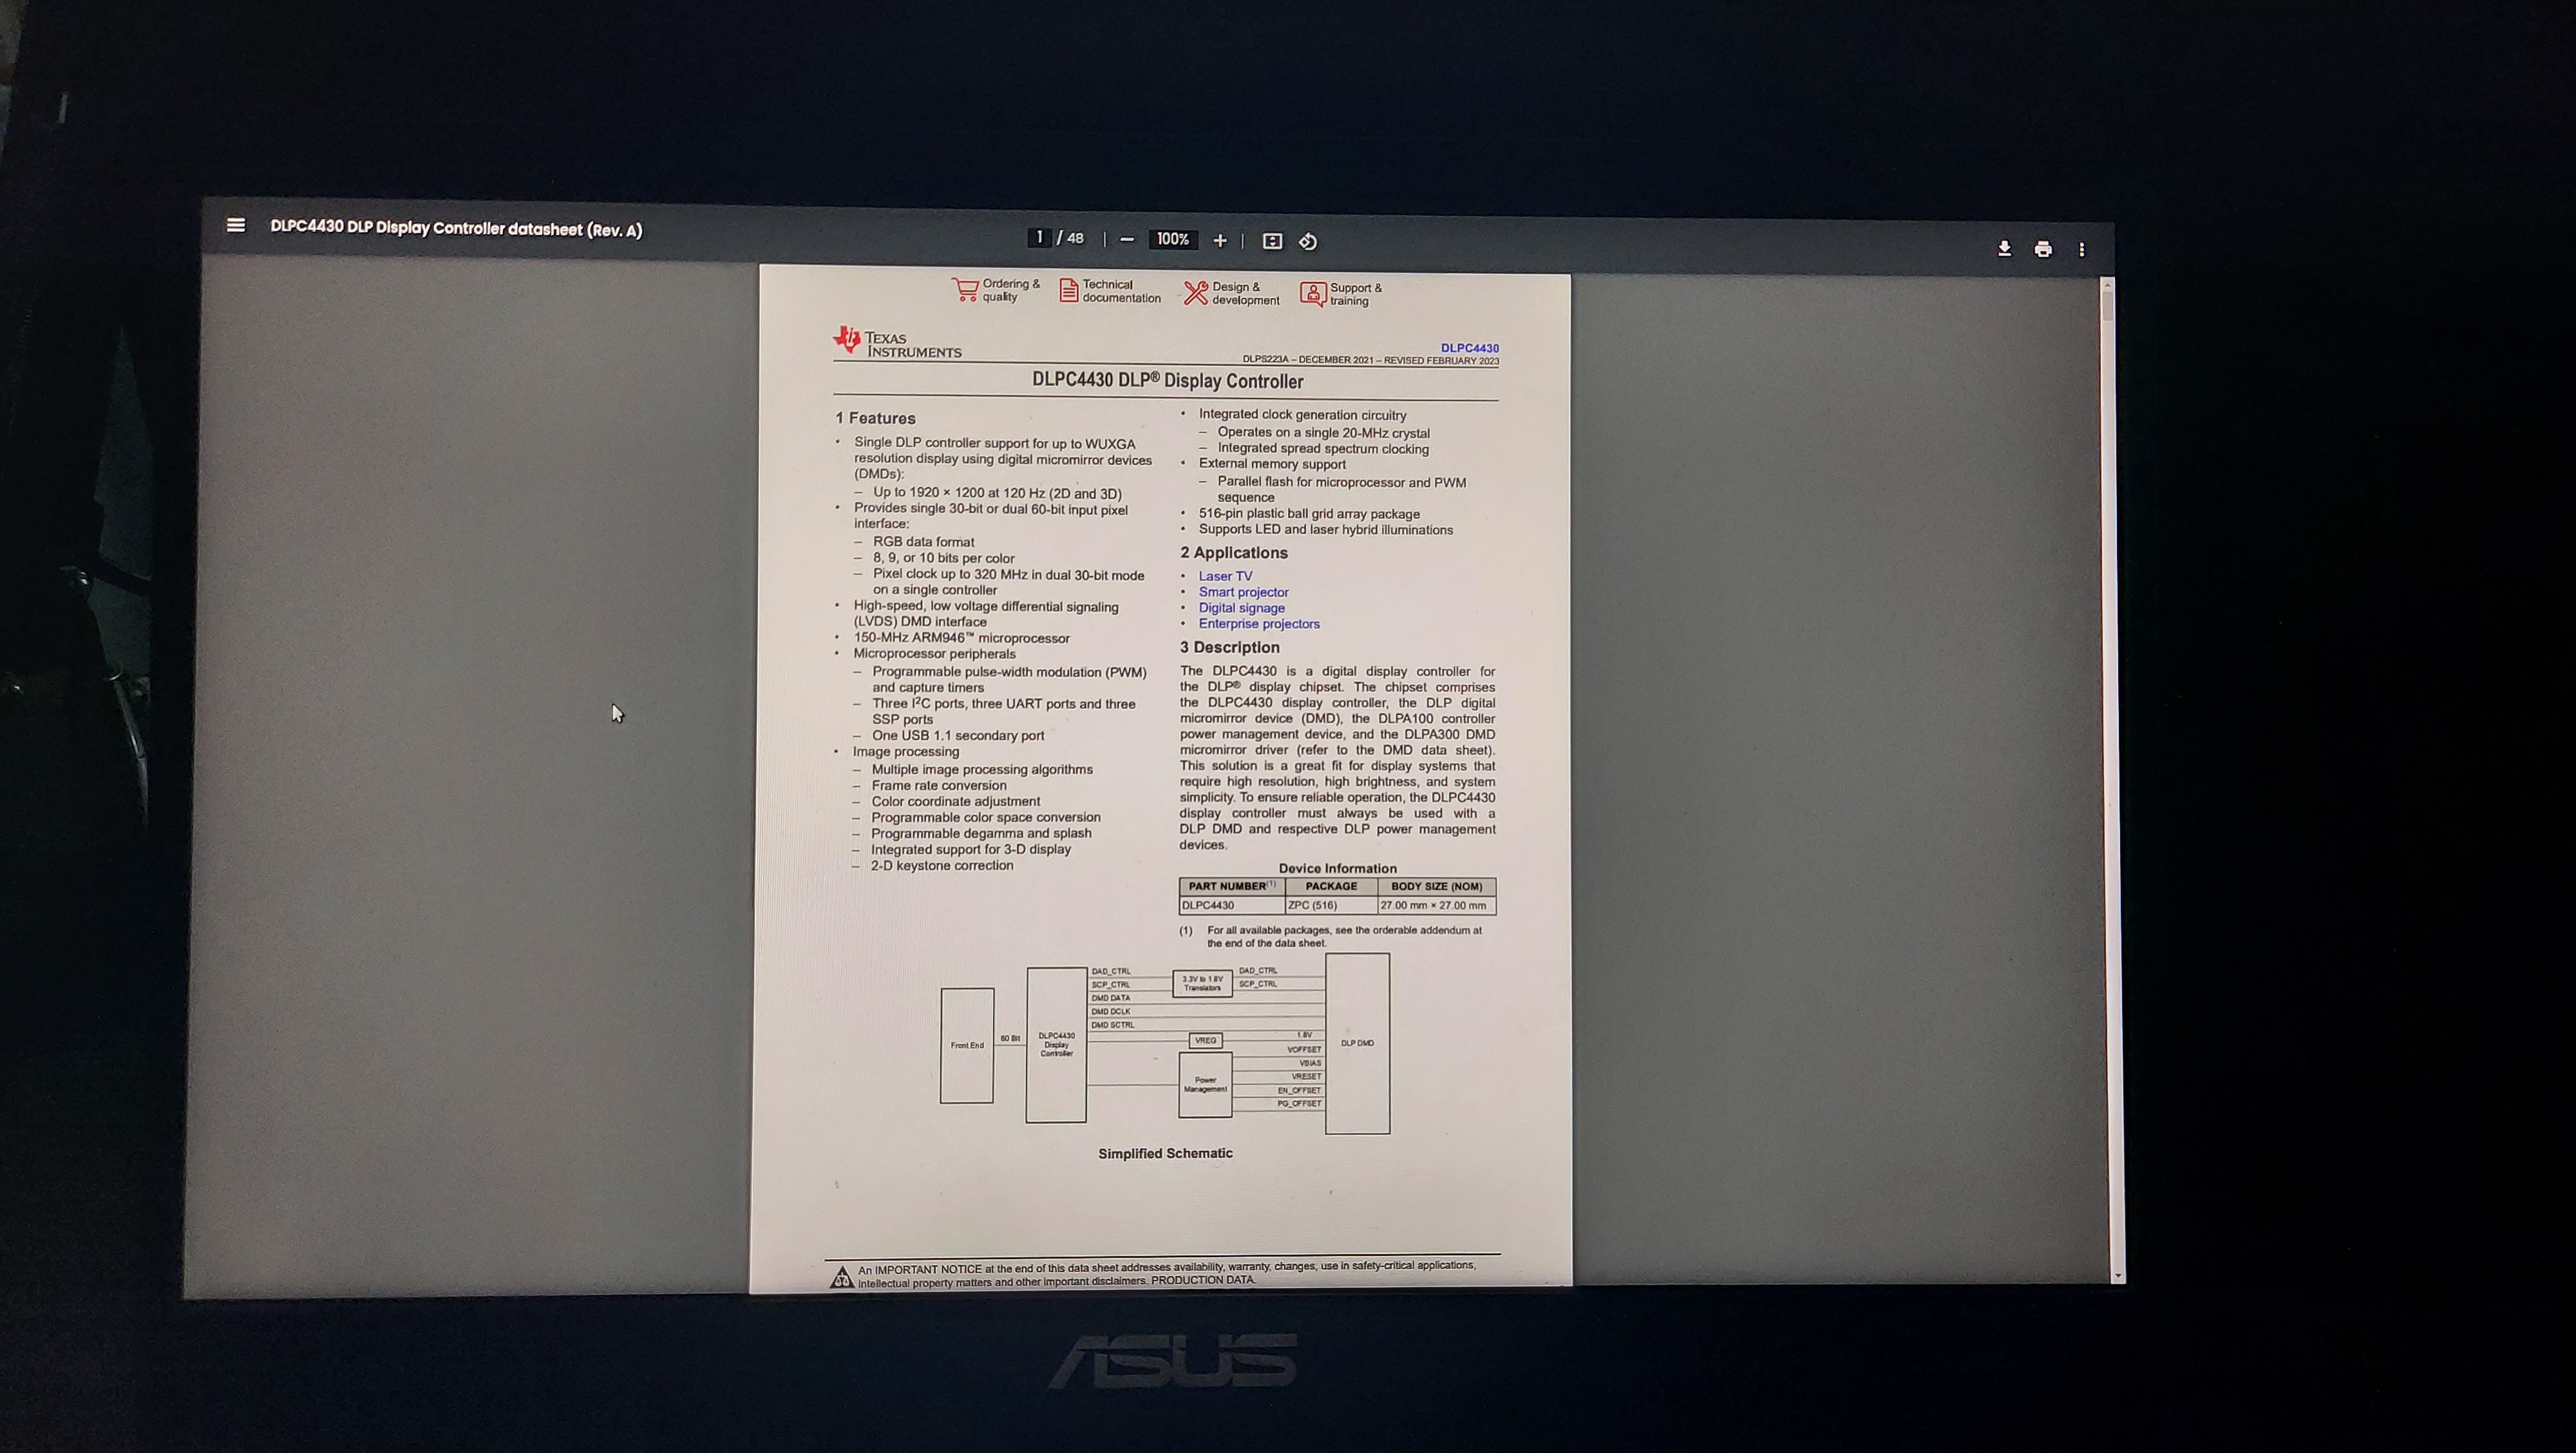 DLPC4430 DLP Display Controller datasheet (Rev. A)
1 / 48 | − 100% + |
Ordering & quality
Technical documentation
Design & development
Support & training
TEXAS
INSTRUMENTS
DLPC4430
DLPS223A – DECEMBER 2021 – REVISED FEBRUARY 2023
DLPC4430 DLP® Display Controller
1 Features
• Single DLP controller support for up to WUXGA
resolution display using digital micromirror devices
(DMDs):
– Up to 1920 × 1200 at 120 Hz (2D and 3D)
• Provides single 30-bit or dual 60-bit input pixel
interface:
– RGB data format
– 8, 9, or 10 bits per color
– Pixel clock up to 320 MHz in dual 30-bit mode
on a single controller
• High-speed, low voltage differential signaling
(LVDS) DMD interface
• 150-MHz ARM946™ microprocessor
• Microprocessor peripherals
– Programmable pulse-width modulation (PWM)
and capture timers
– Three I²C ports, three UART ports and three
SSP ports
– One USB 1.1 secondary port
• Image processing
– Multiple image processing algorithms
– Frame rate conversion
– Color coordinate adjustment
– Programmable color space conversion
– Programmable degamma and splash
– Integrated support for 3-D display
– 2-D keystone correction
• Integrated clock generation circuitry
– Operates on a single 20-MHz crystal
– Integrated spread spectrum clocking
• External memory support
– Parallel flash for microprocessor and PWM
sequence
• 516-pin plastic ball grid array package
• Supports LED and laser hybrid illuminations
2 Applications
• Laser TV
• Smart projector
• Digital signage
• Enterprise projectors
3 Description
The DLPC4430 is a digital display controller for
the DLP® display chipset. The chipset comprises
the DLPC4430 display controller, the DLP digital
micromirror device (DMD), the DLPA100 controller
power management device, and the DLPA300 DMD
micromirror driver (refer to the DMD data sheet).
This solution is a great fit for display systems that
require high resolution, high brightness, and system
simplicity. To ensure reliable operation, the DLPC4430
display controller must always be used with a
DLP DMD and respective DLP power management
devices.
Device Information
PART NUMBER(1) PACKAGE BODY SIZE (NOM)
DLPC4430 ZPC (516) 27.00 mm × 27.00 mm
(1) For all available packages, see the orderable addendum at
the end of the data sheet.
Front End
60 Bit
DLPC4430
Display
Controller
DAD_CTRL
SCP_CTRL
DMD DATA
DMD DCLK
DMD SCTRL
3.3V to 1.8V
Translators
DAD_CTRL
SCP_CTRL
VREG
Power
Management
1.8V
VOFFSET
VBIAS
VRESET
EN_OFFSET
PG_OFFSET
DLP DMD
Simplified Schematic
An IMPORTANT NOTICE at the end of this data sheet addresses availability, warranty, changes, use in safety-critical applications,
intellectual property matters and other important disclaimers. PRODUCTION DATA.
ASUS